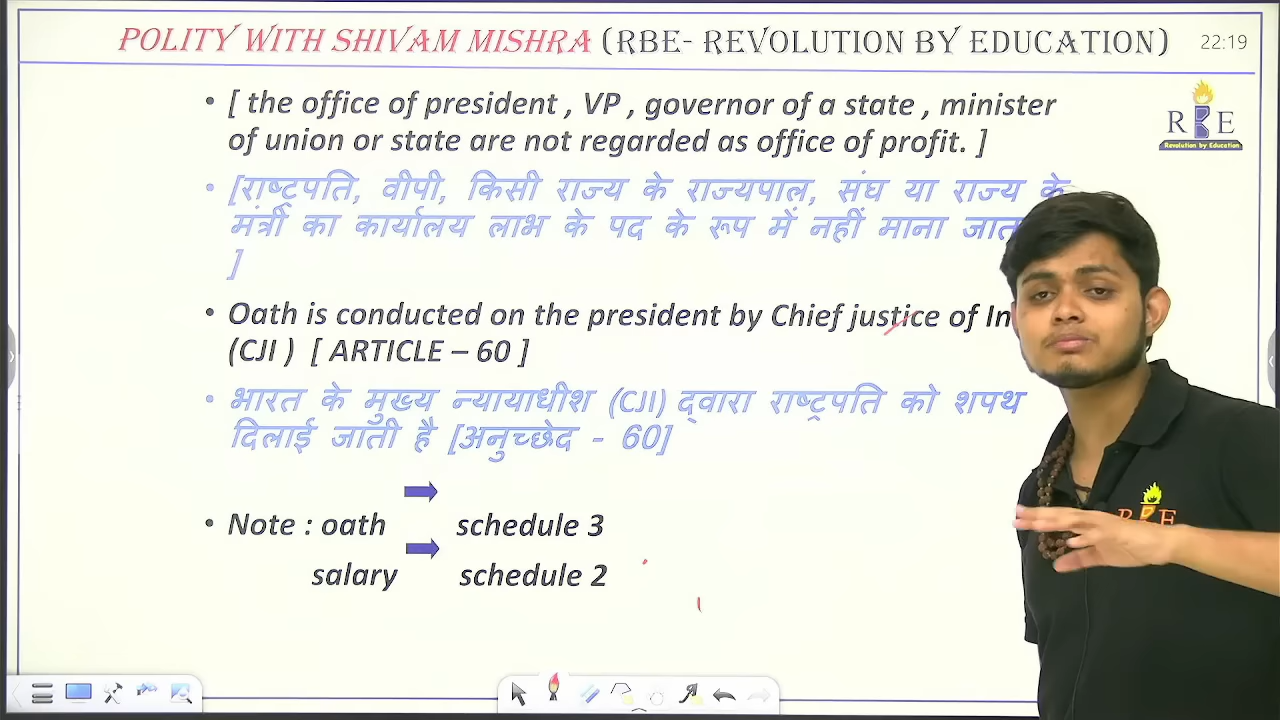 POLITY WITH SHIVAM MISHRA (RBE- REVOLUTION BY EDUCATION)
22:19
• [ the office of president , VP , governor of a state , minister
of union or state are not regarded as office of profit. ]
RBE
Revolution by Education
• [राष्ट्रपति, वीपी, किसी राज्य के राज्यपाल, संघ या राज्य के
मंत्री का कार्यालय लाभ के पद के रूप में नहीं माना
]
• Oath is conducted on the president by Chief justice of
(CJI ) [ ARTICLE – 60 ]
• भारत के मुख्य न्यायाधीश (CJI) द्वारा राष्ट्रपति को शपथ
दिलाई जाती है [अनुच्छेद - 60]
• Note : oath schedule 3
salary schedule 2
RBE